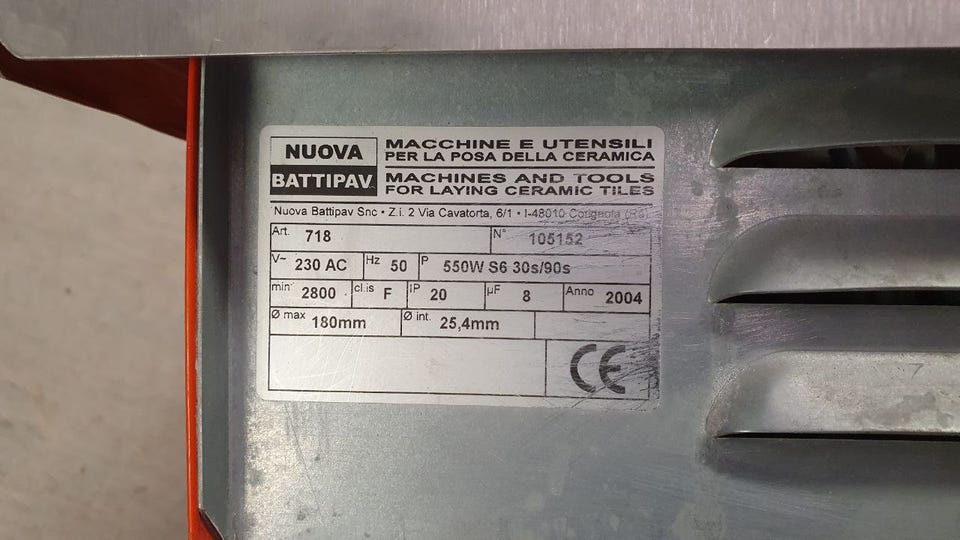 NUOVA
BATTIPAV
MACCHINE E UTENSILI
PER LA POSA DELLA CERAMICA
MACHINES AND TOOLS
FOR LAYING CERAMIC TILES
Nuova Battipav Snc • Z.i. 2 Via Cavatorta, 6/1 • I-48010 Cotignola (Ra)
Art. 718 N° 105152
V~ 230 AC Hz 50 P 550W S6 30s/90s
min⁻ 2800 cl.is F IP 20 µF 8 Anno 2004
Ø max 180mm Ø int. 25,4mm
CE